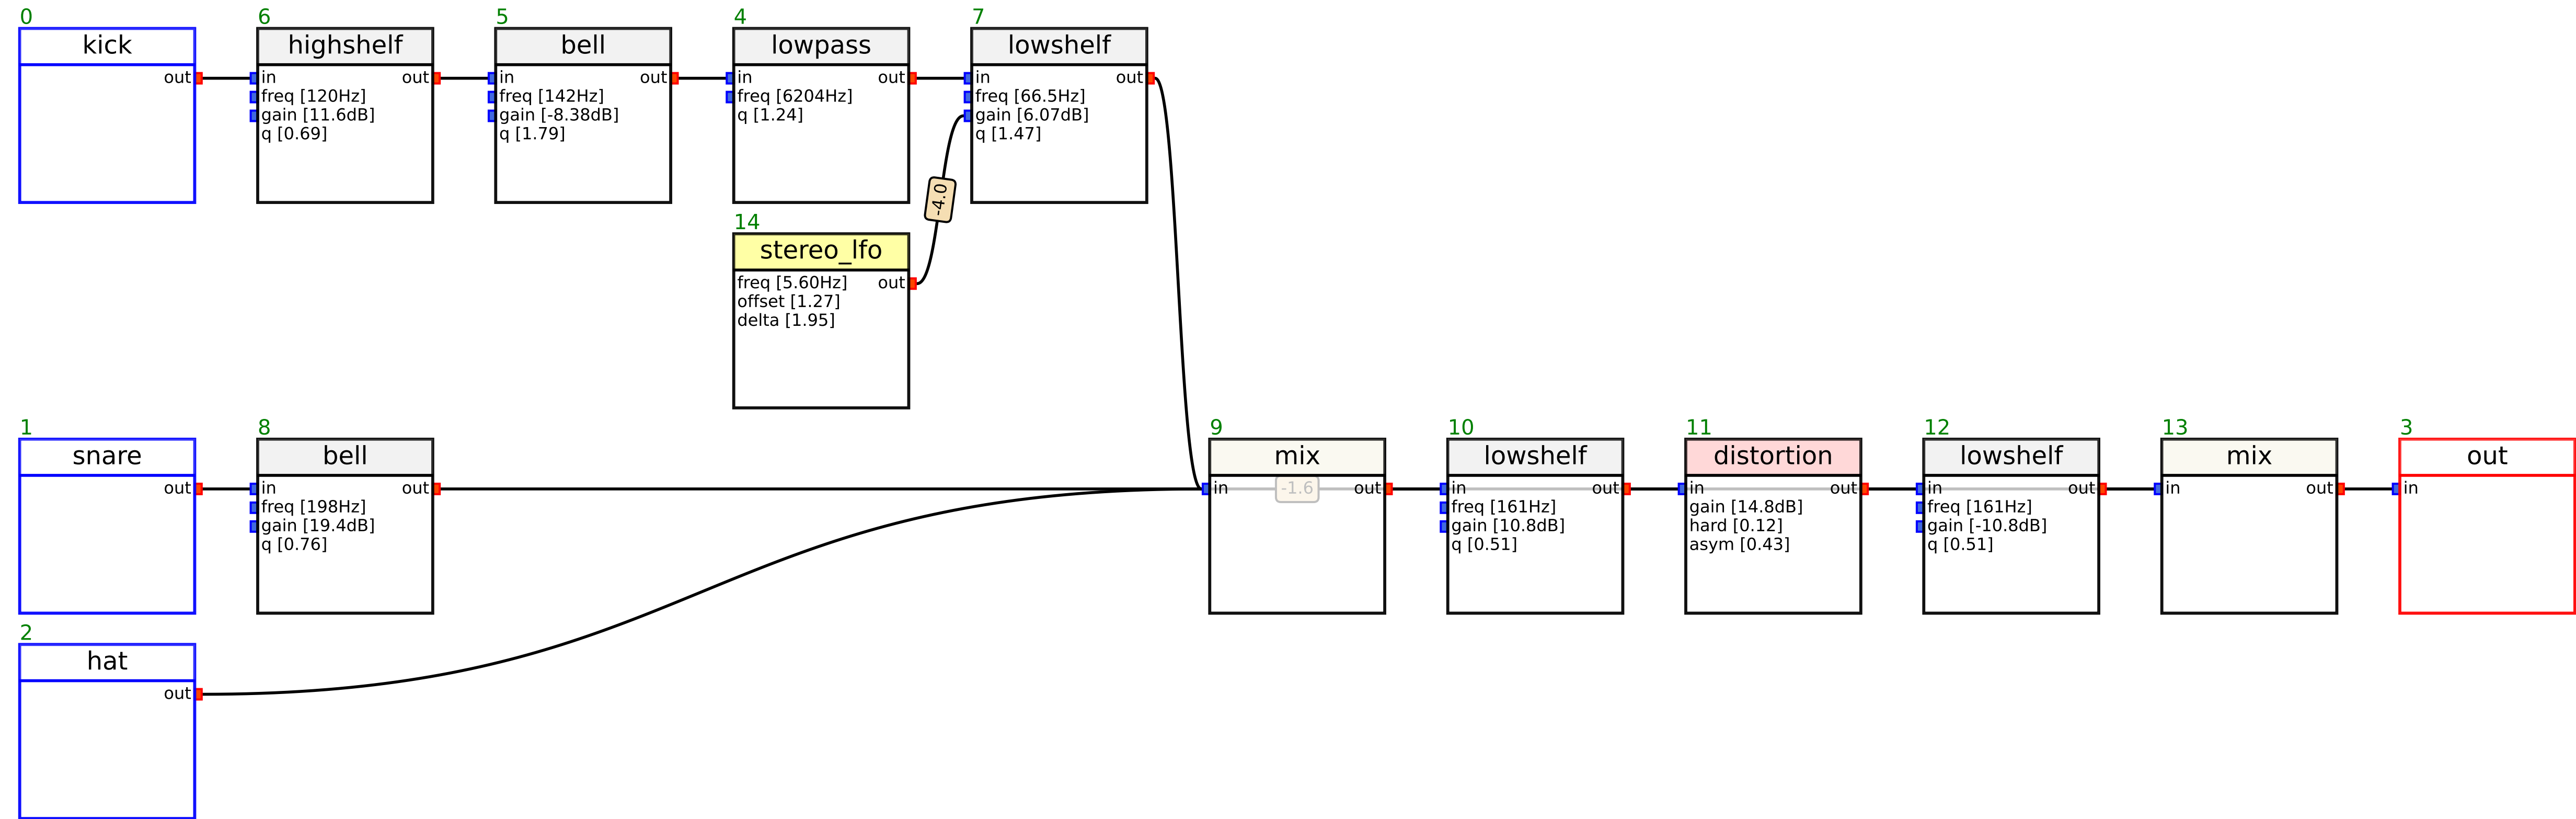 0
kick
out
6
highshelf
in out
freq [120Hz]
gain [11.6dB]
q [0.69]
5
bell
in out
freq [142Hz]
gain [-8.38dB]
q [1.79]
4
lowpass
in out
freq [6204Hz]
q [1.24]
7
lowshelf
in out
freq [66.5Hz]
gain [6.07dB]
q [1.47]
-4.0
14
stereo_lfo
freq [5.60Hz] out
offset [1.27]
delta [1.95]
1
snare
out
8
bell
in out
freq [198Hz]
gain [19.4dB]
q [0.76]
9
mix
in -1.6 out
10
lowshelf
in out
freq [161Hz]
gain [10.8dB]
q [0.51]
11
distortion
in out
gain [14.8dB]
hard [0.12]
asym [0.43]
12
lowshelf
in out
freq [161Hz]
gain [-10.8dB]
q [0.51]
13
mix
in out
3
out
in
2
hat
out